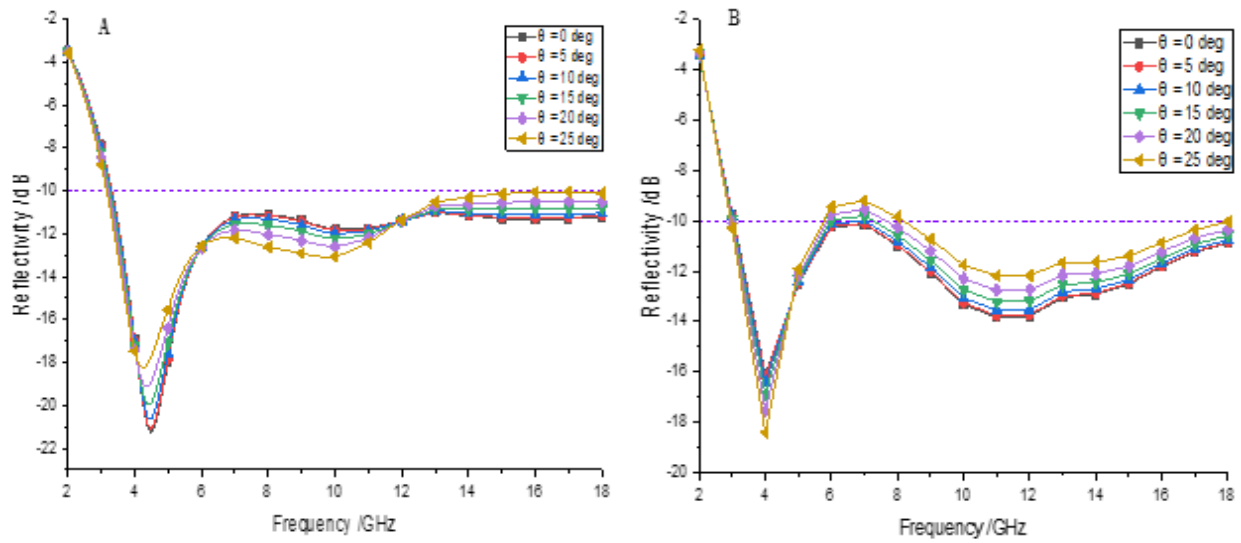 A
-2
-4
-6
-8
-10
-12
-14
-16
-18
-20
-22
Reflectivity /dB
2 4 6 8 10 12 14 16 18
Frequency /GHz
θ = 0 deg
θ = 5 deg
θ = 10 deg
θ = 15 deg
θ = 20 deg
θ = 25 deg
B
-2
-4
-6
-8
-10
-12
-14
-16
-18
-20
Reflectivity /dB
2 4 6 8 10 12 14 16 18
Frequency /GHz
θ = 0 deg
θ = 5 deg
θ = 10 deg
θ = 15 deg
θ = 20 deg
θ = 25 deg